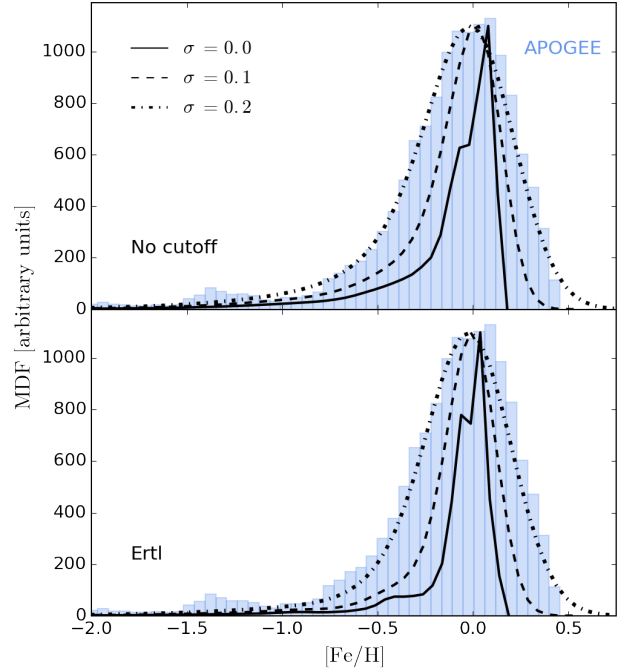 1000
800
600
400
200
0
σ = 0.0
σ = 0.1
σ = 0.2
APOGEE
No cutoff
MDF [arbitrary units]
1000
800
600
400
200
0
Ertl
−2.0 −1.5 −1.0 −0.5 0.0 0.5
[Fe/H]